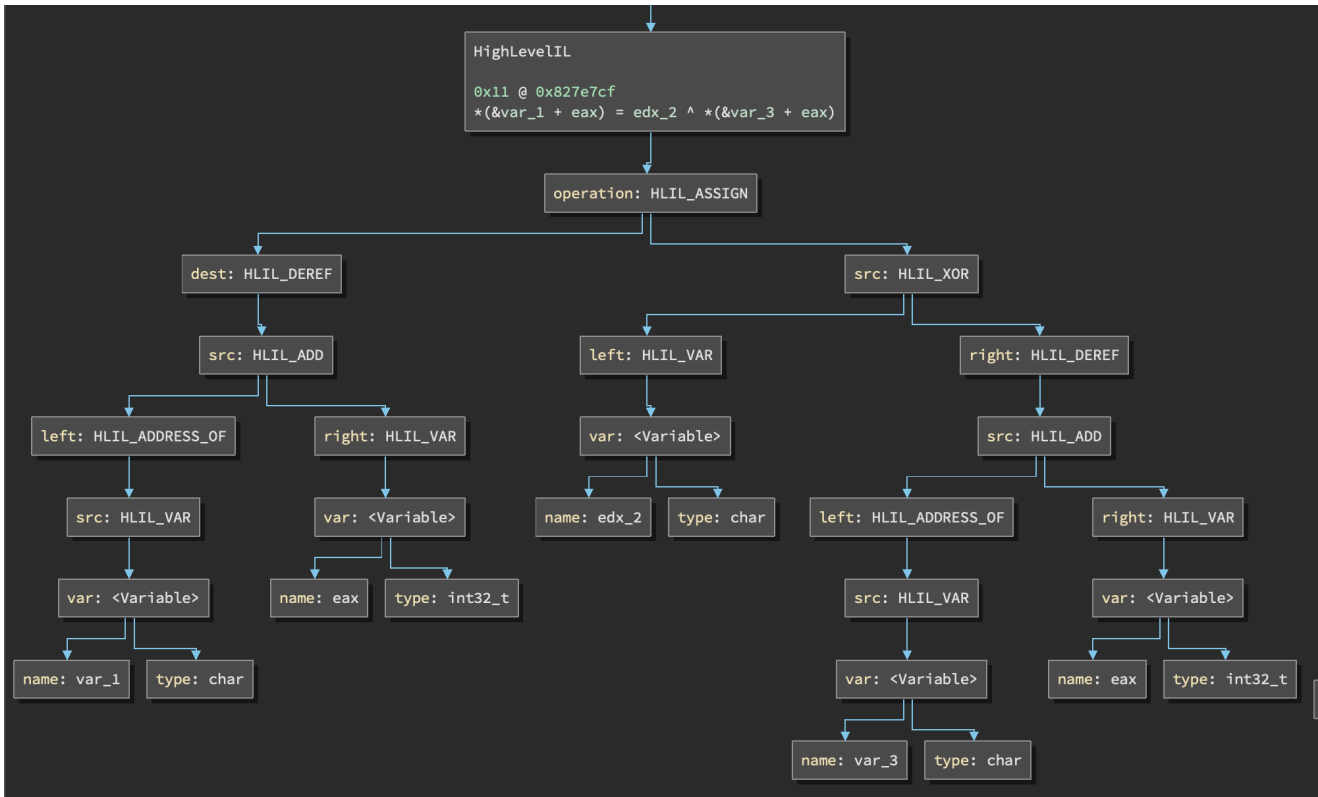 HighLevelIL
0x11 @ 0x827e7cf
*(&var_1 + eax) = edx_2 ^ *(&var_3 + eax)
operation: HLIL_ASSIGN
dest: HLIL_DEREF
src: HLIL_XOR
src: HLIL_ADD
left: HLIL_VAR
right: HLIL_DEREF
left: HLIL_ADDRESS_OF
right: HLIL_VAR
var: <Variable>
src: HLIL_ADD
src: HLIL_VAR
var: <Variable>
name: edx_2
type: char
left: HLIL_ADDRESS_OF
right: HLIL_VAR
var: <Variable>
name: eax
type: int32_t
src: HLIL_VAR
var: <Variable>
name: var_1
type: char
var: <Variable>
name: eax
type: int32_t
name: var_3
type: char